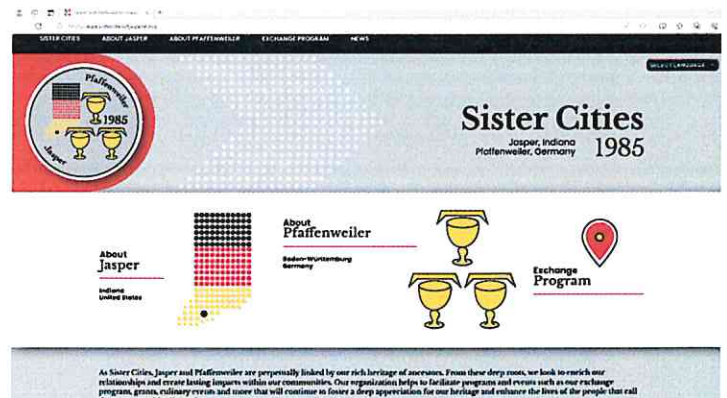 SISTER CITIES ABOUT JASPER ABOUT PFAFFENWEILER EXCHANGE PROGRAM NEWS
SELECT LANGUAGE
Pfaffenweiler
1985
Jasper
Sister Cities
Jasper, Indiana
Pfaffenweiler, Germany
1985
About
Jasper
Indiana
United States
About
Pfaffenweiler
Baden-Württemburg
Germany
Exchange
Program
As Sister Cities, Jasper and Pfaffenweiler are perpetually linked by our rich heritage of ancestors. From these deep roots, we look to enrich our
relationships and create lasting impacts within our communities. Our organization helps to facilitate programs and events such as our exchange
program, grants, culinary events and more that will continue to foster a deep appreciation for our heritage and enhance the lives of the people that call